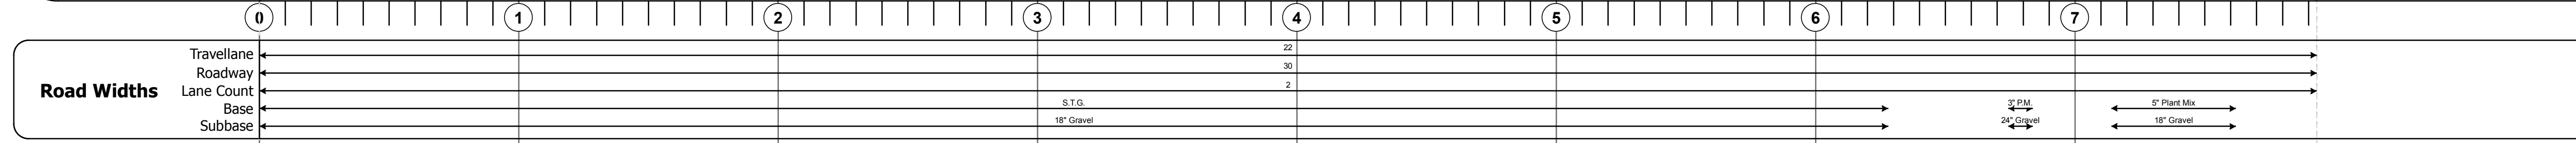 0 1 2 3 4 5 6 7
Travellane 22
Roadway 30
Road Widths
Lane Count 2
Base S.T.G. 3" P.M. 5" Plant Mix
Subbase 18" Gravel 24" Gravel 18" Gravel